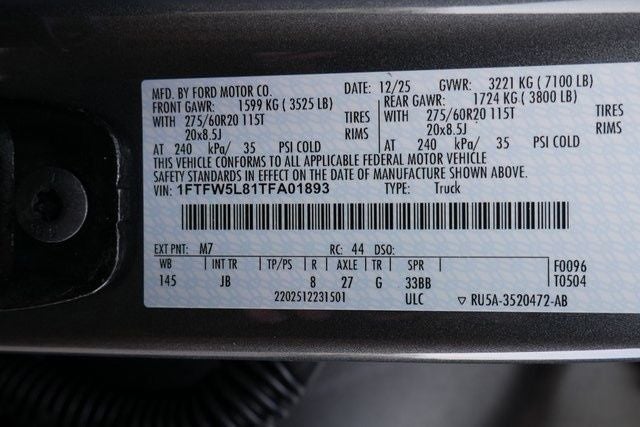 MFD. BY FORD MOTOR CO. DATE: 12/25 GVWR: 3221 KG ( 7100 LB)
FRONT GAWR: 1599 KG ( 3525 LB) REAR GAWR: 1724 KG ( 3800 LB)
WITH 275/60R20 115T TIRES WITH 275/60R20 115T TIRES
20x8.5J RIMS 20x8.5J RIMS
AT 240 kPa/ 35 PSI COLD AT 240 kPa/ 35 PSI COLD
THIS VEHICLE CONFORMS TO ALL APPLICABLE FEDERAL MOTOR VEHICLE
SAFETY STANDARDS IN EFFECT ON THE DATE OF MANUFACTURE SHOWN ABOVE.
VIN: 1FTFW5L81TFA01893 TYPE: Truck
EXT PNT: M7 RC: 44 DSO:
WB INT TR TP/PS R AXLE TR SPR F0096
145 JB 8 27 G 33BB T0504
2202512231501 ULC ▽ RU5A-3520472-AB